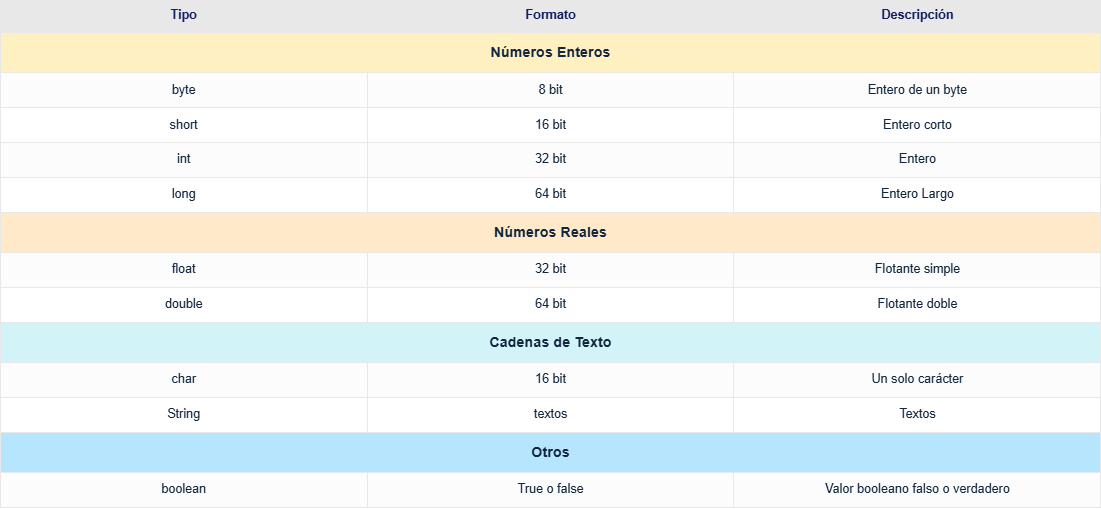 Tipo Formato Descripción
Números Enteros
byte 8 bit Entero de un byte
short 16 bit Entero corto
int 32 bit Entero
long 64 bit Entero Largo
Números Reales
float 32 bit Flotante simple
double 64 bit Flotante doble
Cadenas de Texto
char 16 bit Un solo carácter
String textos Textos
Otros
boolean True o false Valor booleano falso o verdadero